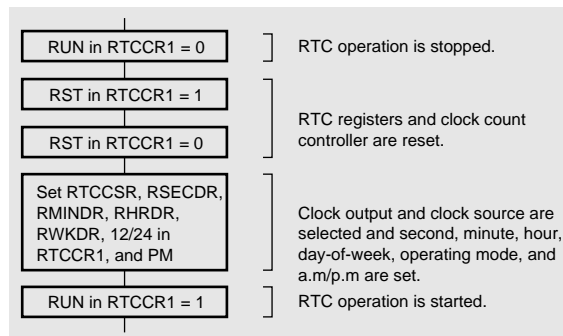 RUN in RTCCR1 = 0
RTC operation is stopped.
RST in RTCCR1 = 1
RST in RTCCR1 = 0
RTC registers and clock count
controller are reset.
Set RTCCSR, RSECDR,
RMINDR, RHRDR,
RWKDR, 12/24 in
RTCCR1, and PM
Clock output and clock source are
selected and second, minute, hour,
day-of-week, operating mode, and
a.m/p.m are set.
RUN in RTCCR1 = 1
RTC operation is started.